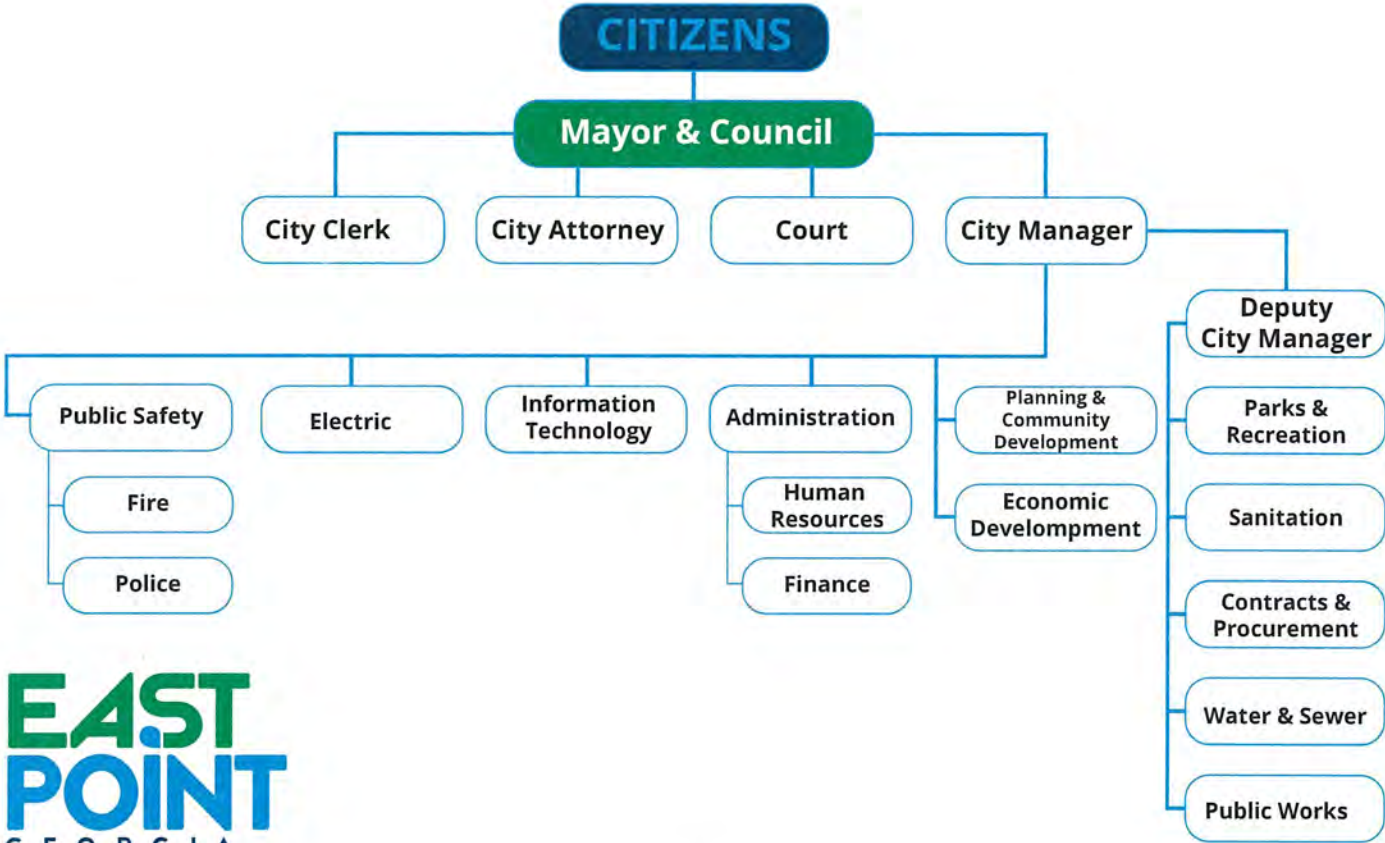 CITIZENS
Mayor & Council
City Clerk
City Attorney
Court
City Manager
Deputy
City Manager
Public Safety
Electric
Information
Technology
Administration
Planning &
Community
Development
Parks &
Recreation
Fire
Human
Resources
Economic
Develompment
Sanitation
Police
Finance
Contracts &
Procurement
Water & Sewer
Public Works
EAST
POINT
GEORGIA